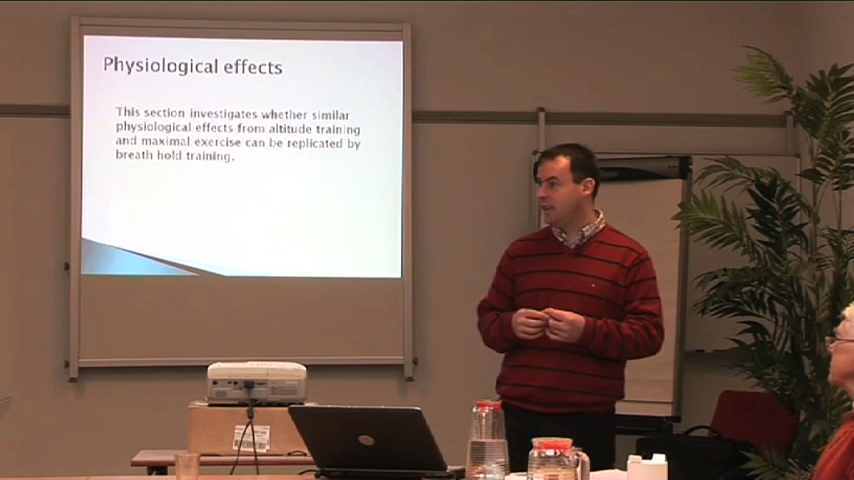 Physiological effects
This section investigates whether similar
physiological effects from altitude training
and maximal exercise can be replicated by
breath hold training.